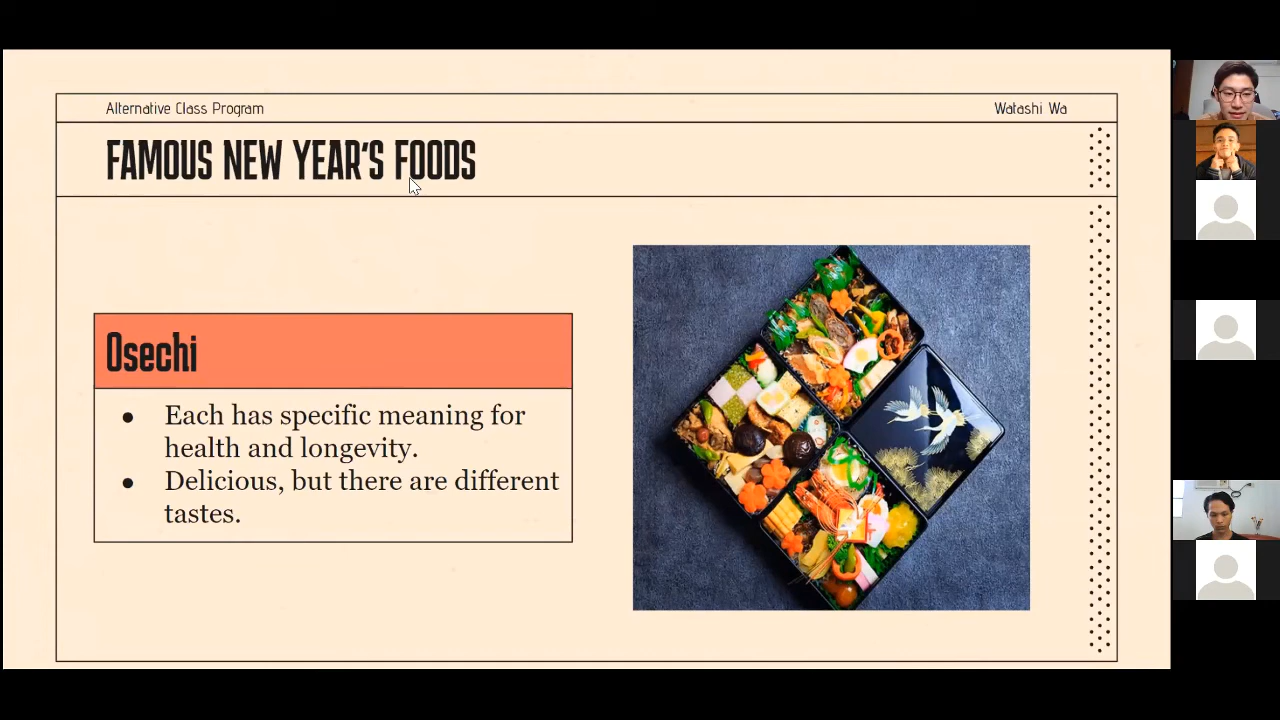 Alternative Class Program
Watashi Wa
FAMOUS NEW YEAR'S FOODS
Osechi
● Each has specific meaning for
health and longevity.
● Delicious, but there are different
tastes.